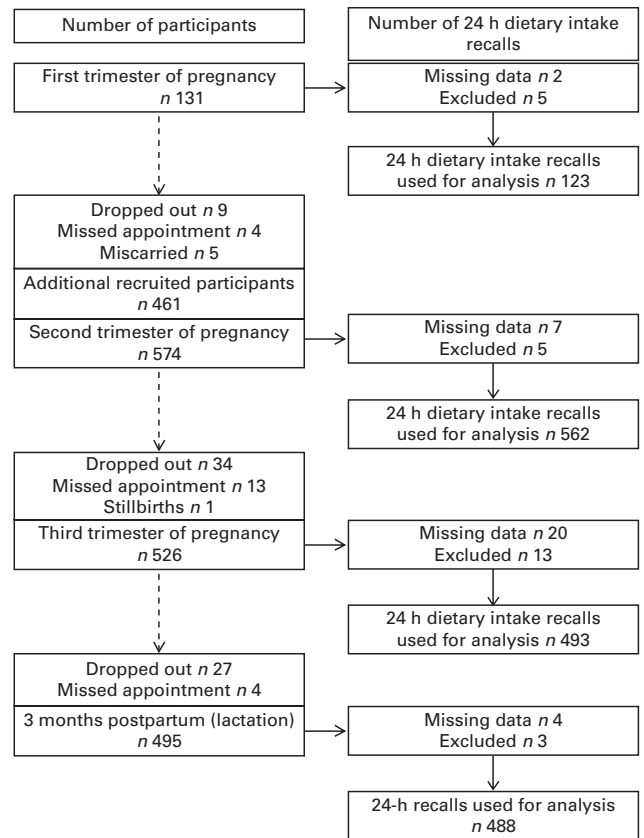 Number of participants
Number of 24 h dietary intake
recalls
First trimester of pregnancy
n 131
Missing data n 2
Excluded n 5
24 h dietary intake recalls
used for analysis n 123
Dropped out n 9
Missed appointment n 4
Miscarried n 5
Additional recruited participants
n 461
Second trimester of pregnancy
n 574
Missing data n 7
Excluded n 5
24 h dietary intake recalls
used for analysis n 562
Dropped out n 34
Missed appointment n 13
Stillbirths n 1
Third trimester of pregnancy
n 526
Missing data n 20
Excluded n 13
24 h dietary intake recalls
used for analysis n 493
Dropped out n 27
Missed appointment n 4
3 months postpartum (lactation)
n 495
Missing data n 4
Excluded n 3
24-h recalls used for analysis
n 488